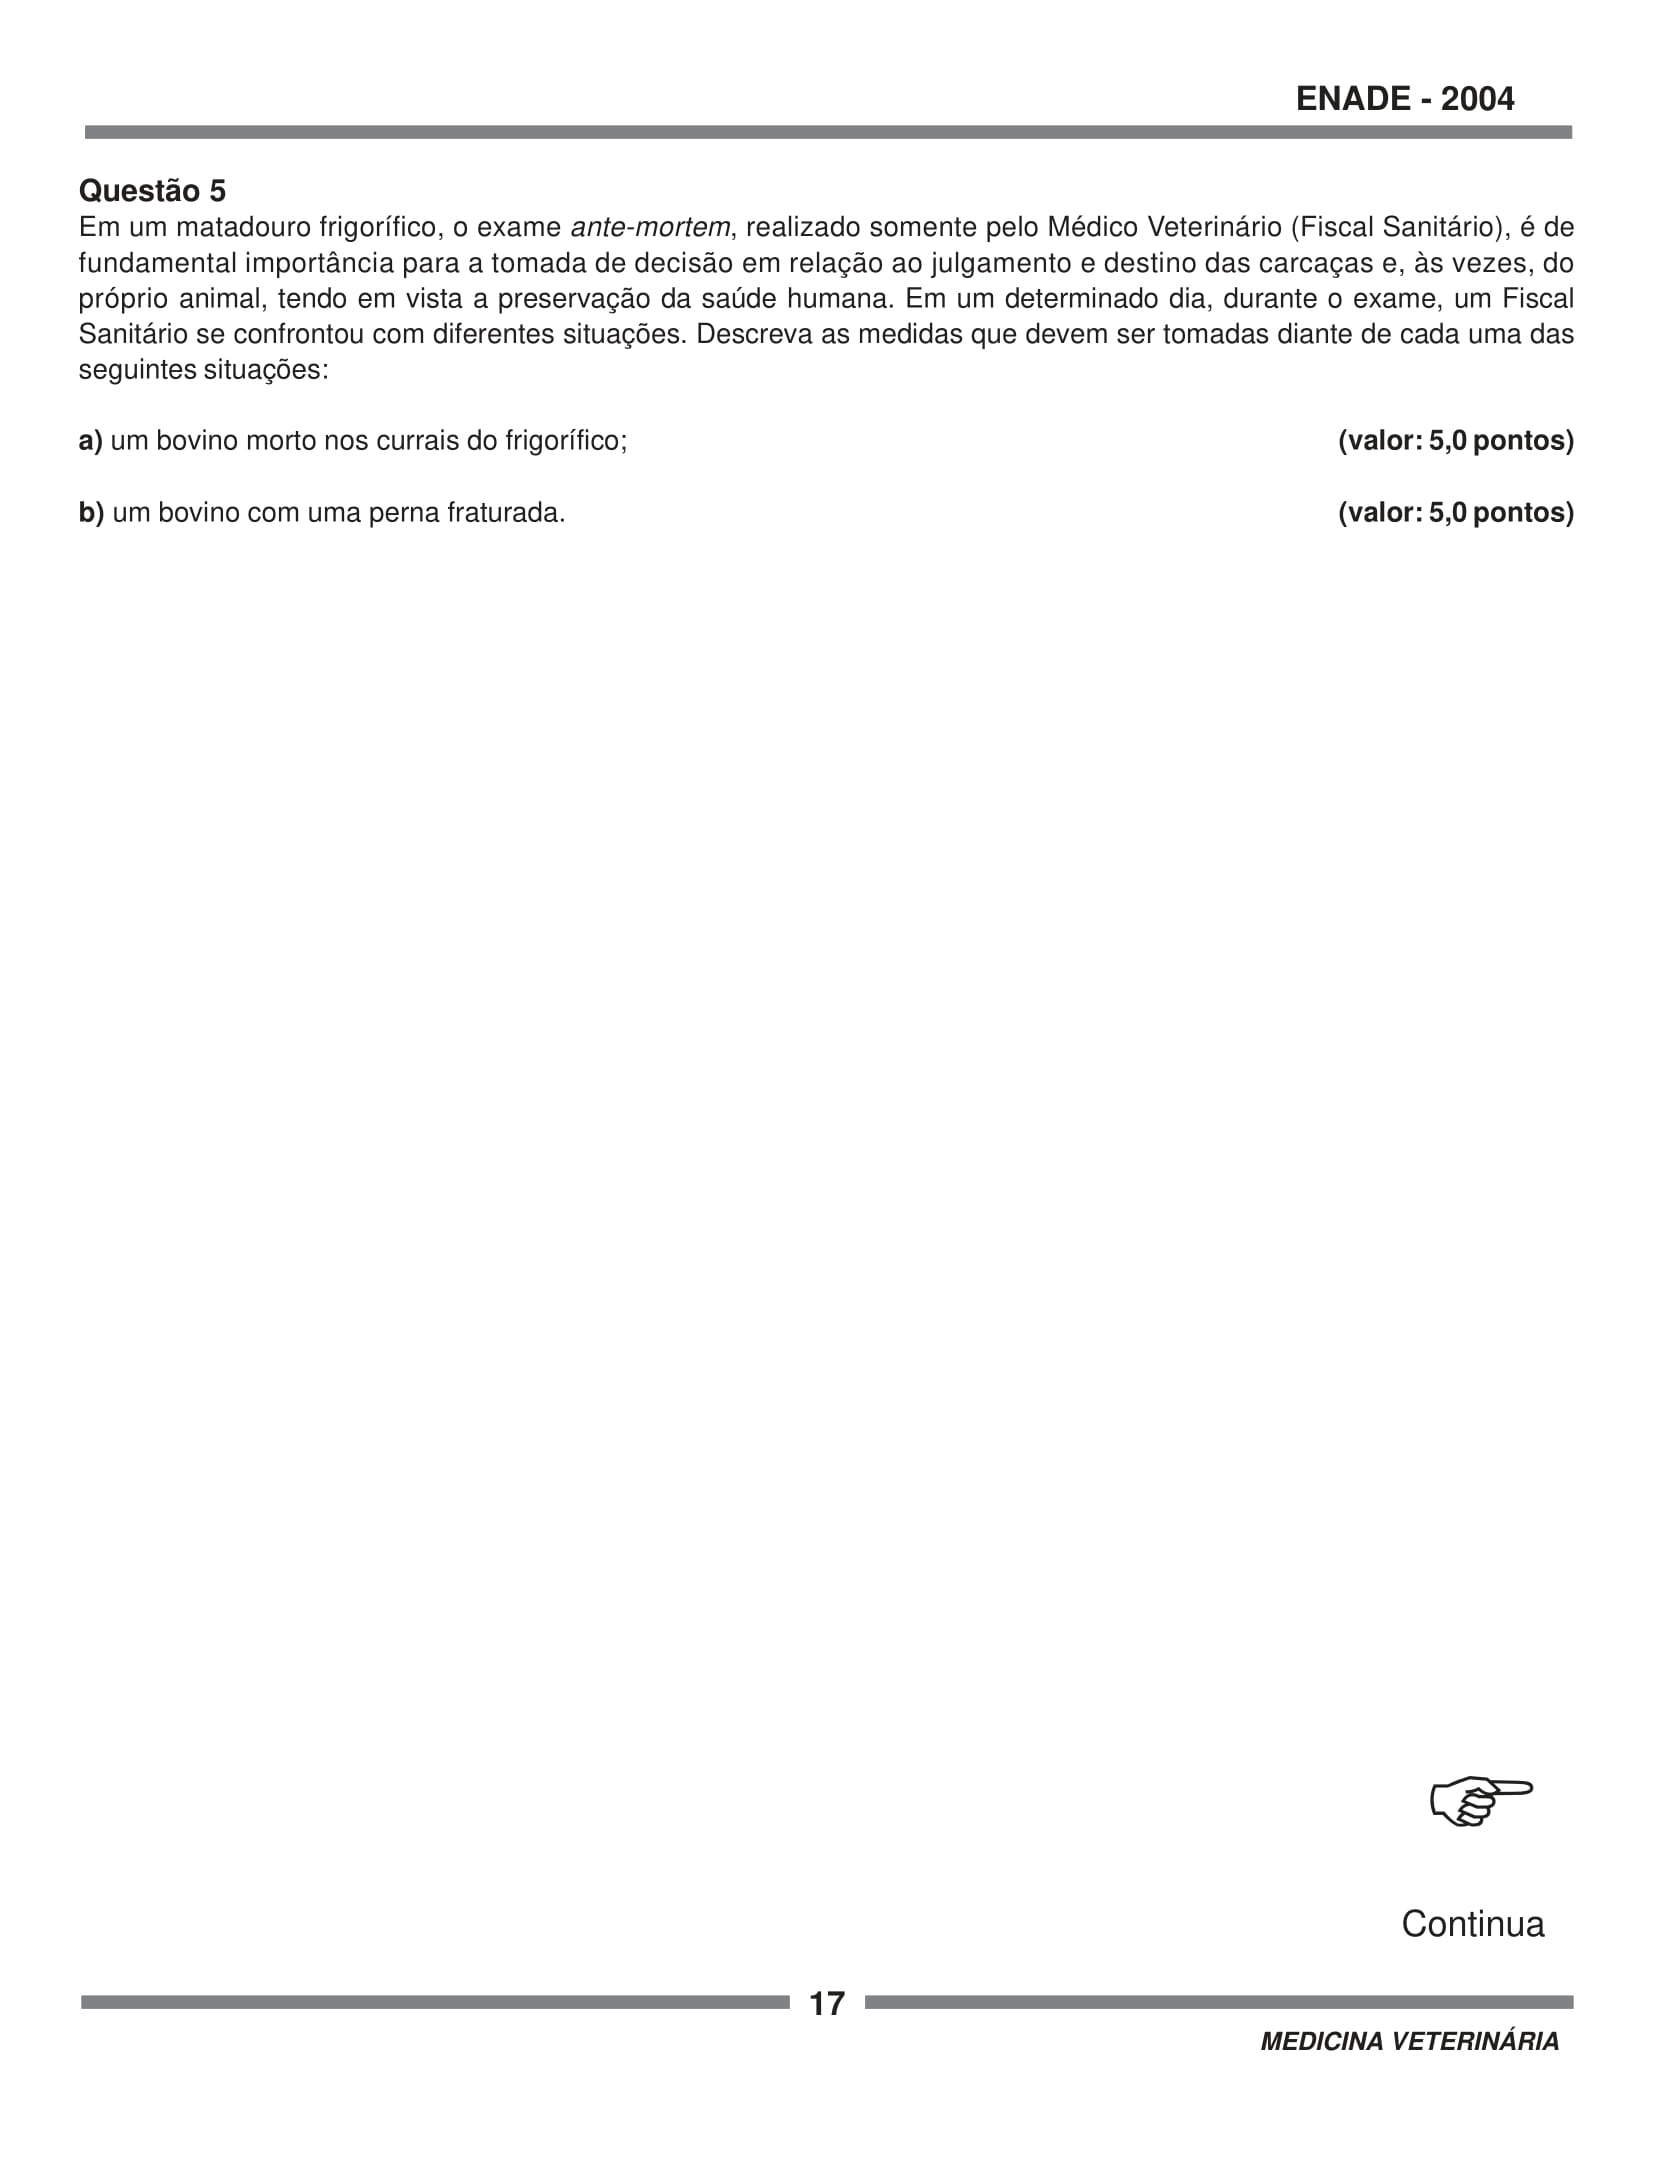 ENADE - 2004
Questão 5
Em um matadouro frigorífico, o exame ante-mortem, realizado somente pelo Médico Veterinário (Fiscal Sanitário), é de
fundamental importância para a tomada de decisão em relação ao julgamento e destino das carcaças e, às vezes, do
próprio animal, tendo em vista a preservação da saúde humana. Em um determinado dia, durante o exame, um Fiscal
Sanitário se confrontou com diferentes situações. Descreva as medidas que devem ser tomadas diante de cada uma das
seguintes situações:
a) um bovino morto nos currais do frigorífico; (valor: 5,0 pontos)
b) um bovino com uma perna fraturada. (valor: 5,0 pontos)
Continua
17
MEDICINA VETERINÁRIA